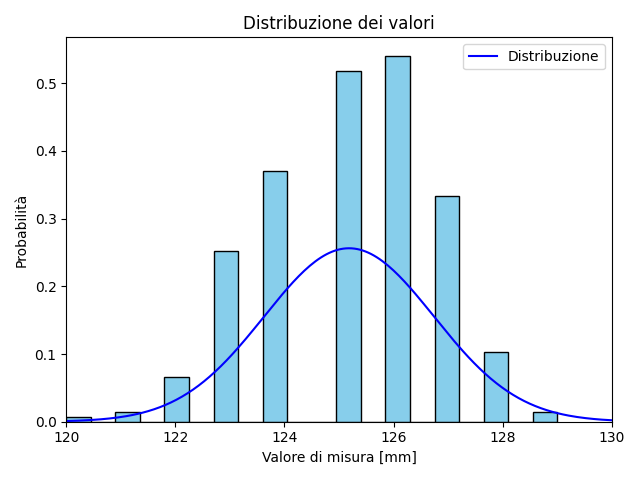 Distribuzione dei valori
Distribuzione
Probabilità
0.5
0.4
0.3
0.2
0.1
0.0
120 122 124 126 128 130
Valore di misura [mm]